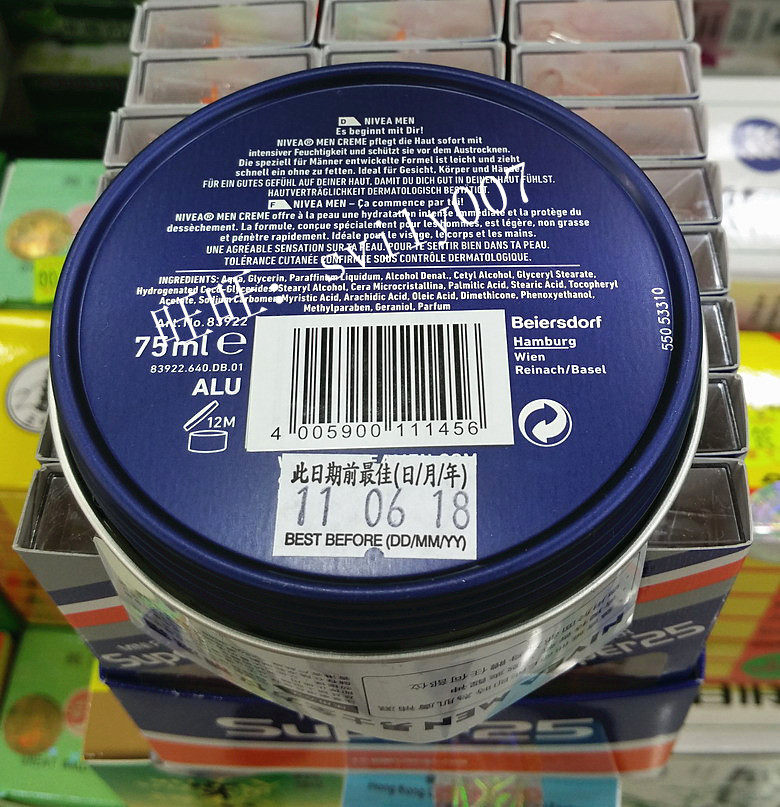 D NIVEA MEN
Es beginnt mit Dir!
NIVEA® MEN CREME pflegt die Haut sofort mit
intensiver Feuchtigkeit und schützt sie vor dem Austrocknen.
Die speziell für Männer entwickelte Formel ist leicht und zieht
schnell ein ohne zu fetten. Ideal für Gesicht, Körper und Hände.
FÜR EIN GUTES GEFÜHL AUF DEINER HAUT, DAMIT DU DICH GUT IN DEINER HAUT FÜHLST.
HAUTVERTRÄGLICHKEIT DERMATOLOGISCH BESTÄTIGT.
F NIVEA MEN – Ça commence par toi!
NIVEA® MEN CREME offre à la peau une hydratation intense immédiate et la protège du
dessèchement. La formule, conçue spécialement pour les hommes, est légère, non grasse
et pénètre rapidement. Idéale pour le visage, le corps et les mains.
UNE AGRÉABLE SENSATION SUR TA PEAU. POUR TE SENTIR BIEN DANS TA PEAU.
TOLÉRANCE CUTANÉE CONFIRMÉE SOUS CONTRÔLE DERMATOLOGIQUE.
INGREDIENTS: Aqua, Glycerin, Paraffinum Liquidum, Alcohol Denat., Cetyl Alcohol, Glyceryl Stearate,
Hydrogenated Coco-Glycerides, Stearyl Alcohol, Cera Microcristallina, Palmitic Acid, Stearic Acid, Tocopheryl
Acetate, Sodium Carbomer, Myristic Acid, Arachidic Acid, Oleic Acid, Dimethicone, Phenoxyethanol,
Methylparaben, Geraniol, Parfum
Art.No. 83922
75ml e
83922.640.DB.01
ALU
12M
Beiersdorf
Hamburg
Wien
Reinach/Basel
550 53310
4 005900 111456
此日期前最佳(日/月/年)
11 06 18
BEST BEFORE (DD/MM/YY)
旺旺: